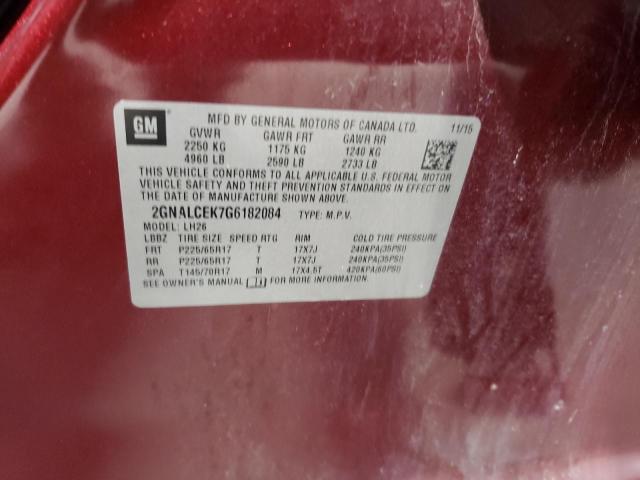 GM
MFD BY GENERAL MOTORS OF CANADA LTD. 11/15
GVWR GAWR FRT GAWR RR
2250 KG 1175 KG 1240 KG
4960 LB 2590 LB 2733 LB
THIS VEHICLE CONFORMS TO ALL APPLICABLE U.S. FEDERAL MOTOR
VEHICLE SAFETY AND THEFT PREVENTION STANDARDS IN EFFECT ON
THE DATE OF MANUFACTURE SHOWN ABOVE.
2GNALCEK7G6182084 TYPE: M.P.V.
MODEL: LH26
LBBZ TIRE SIZE SPEED RTG RIM COLD TIRE PRESSURE
FRT P225/65R17 T 17X7J 240KPA(35PSI)
RR P225/65R17 T 17X7J 240KPA(35PSI)
SPA T145/70R17 M 17X4.5T 420KPA(60PSI)
SEE OWNER'S MANUAL FOR MORE INFORMATION.